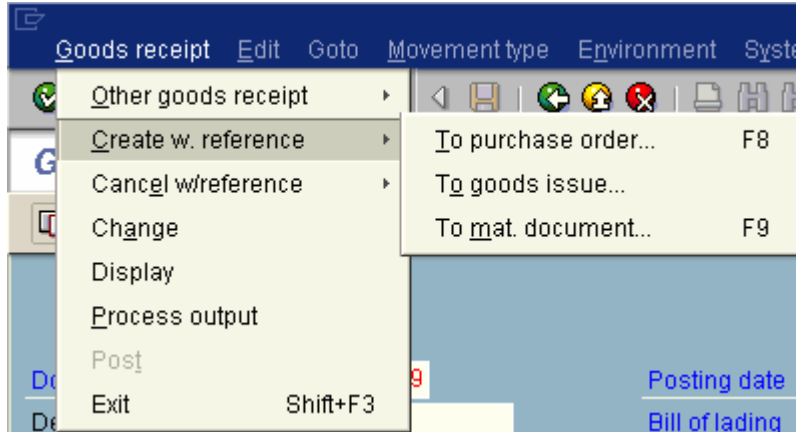 Goods receipt Edit Goto Movement type Environment
Other goods receipt
Create w. reference
To purchase order... F8
Cancel w/reference
To goods issue...
Change
To mat. document... F9
Display
Process output
Post
9
Posting date
Exit Shift+F3
Bill of lading